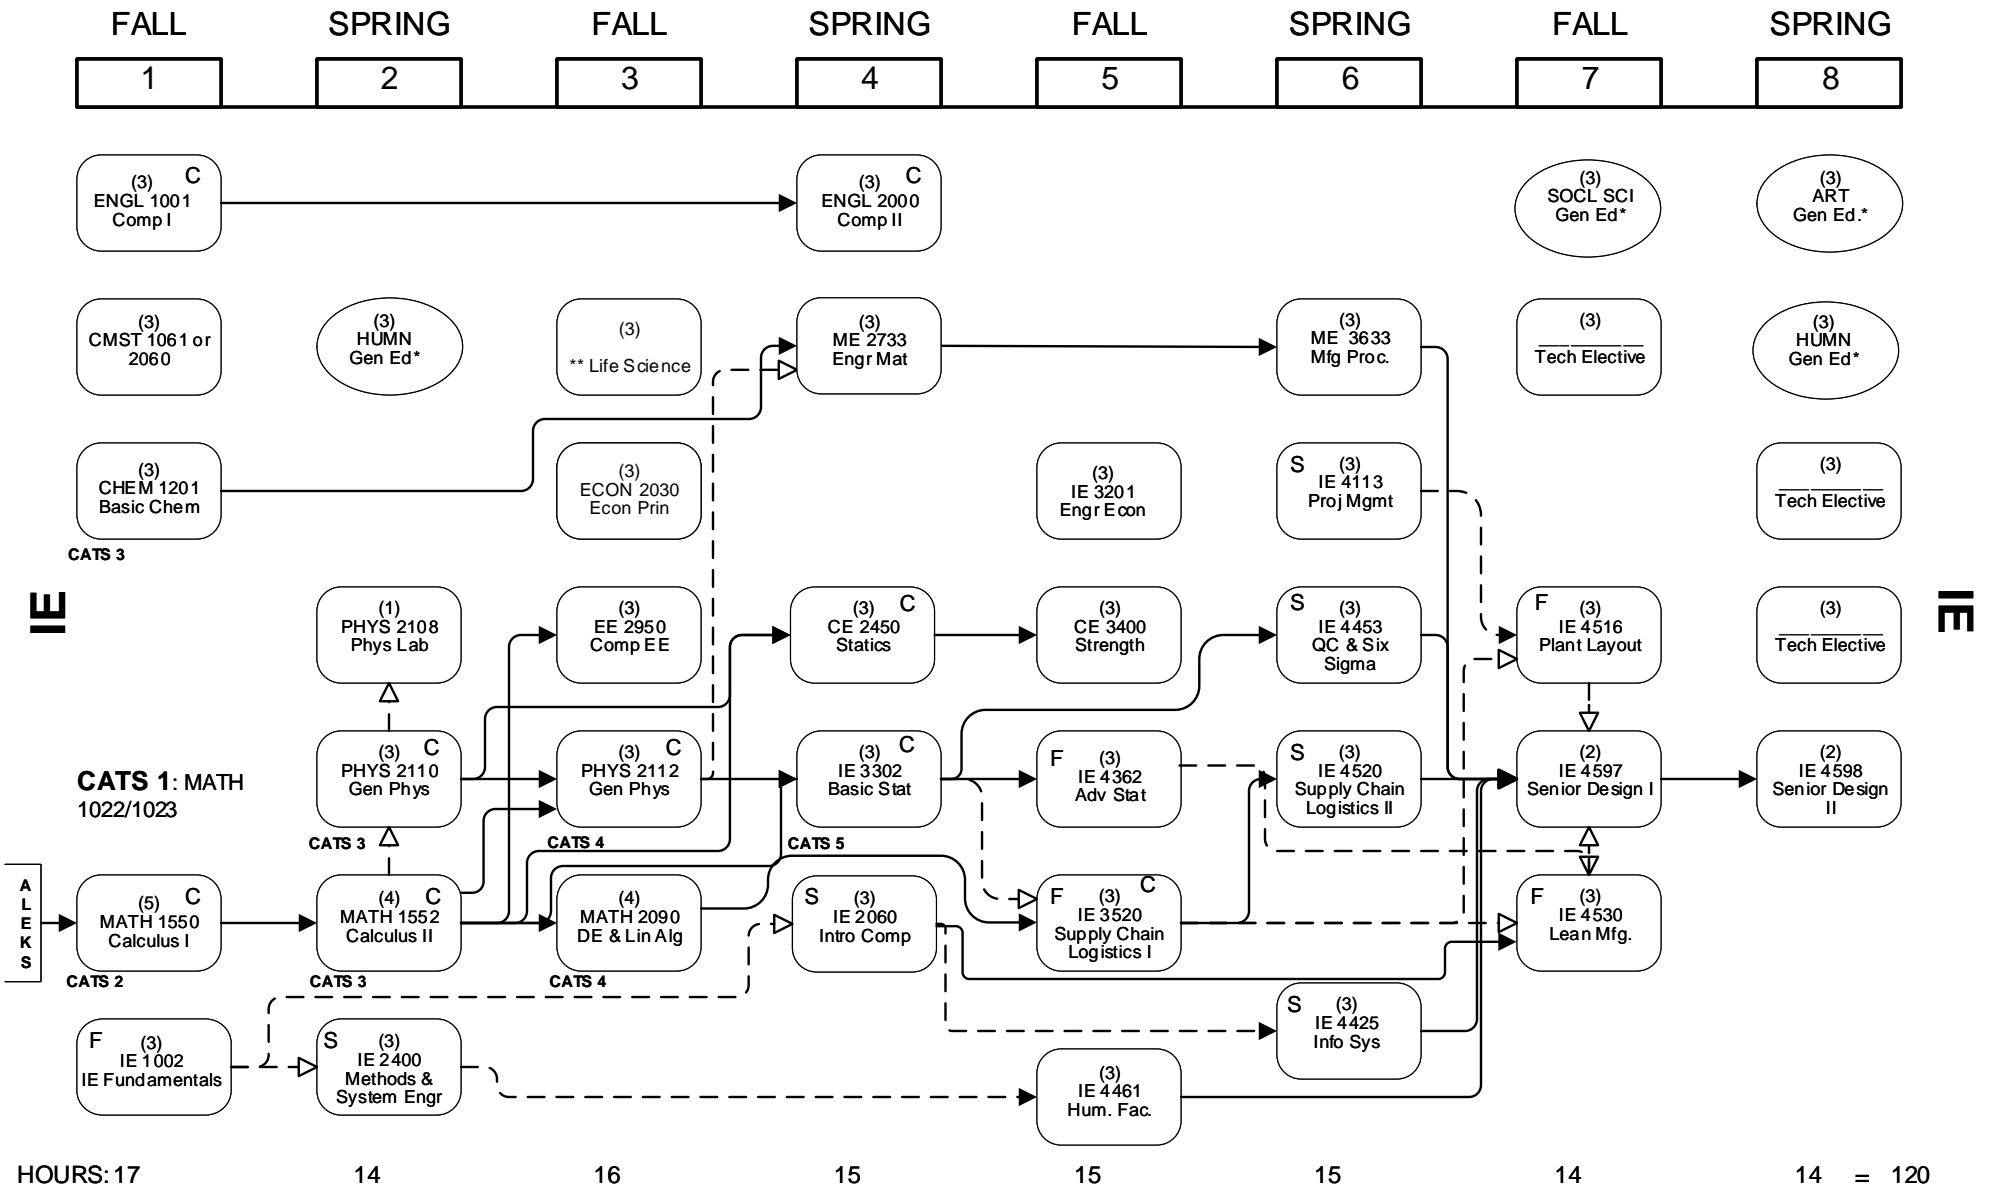 FALL SPRING FALL SPRING FALL SPRING FALL SPRING
1 2 3 4 5 6 7 8
(3) C
ENGL 1001
Comp I
(3) C
ENGL 2000
Comp II
(3)
SOCL SCI
Gen Ed*
(3)
ART
Gen Ed.*
(3)
CMST 1061 or
2060
(3)
HUMN
Gen Ed*
(3)
** Life Science
(3)
ME 2733
Engr Mat
(3)
ME 3633
Mfg Proc.
(3)
Tech Elective
(3)
HUMN
Gen Ed*
(3)
CHEM 1201
Basic Chem
CATS 3
(3)
ECON 2030
Econ Prin
(3)
IE 3201
Engr Econ
S (3)
IE 4113
Proj Mgmt
(3)
Tech Elective
IE
(1)
PHYS 2108
Phys Lab
(3)
EE 2950
Comp EE
(3) C
CE 2450
Statics
(3)
CE 3400
Strength
S (3)
IE 4453
QC & Six
Sigma
F (3)
IE 4516
Plant Layout
(3)
Tech Elective
IE
CATS 1: MATH
1022/1023
(3) C
PHYS 2110
Gen Phys
CATS 3
(3) C
PHYS 2112
Gen Phys
CATS 4
(3) C
IE 3302
Basic Stat
CATS 5
F (3)
IE 4362
Adv Stat
S (3)
IE 4520
Supply Chain
Logistics II
(2)
IE 4597
Senior Design I
(2)
IE 4598
Senior Design
II
A
L
E
K
S
(5) C
MATH 1550
Calculus I
CATS 2
(4) C
MATH 1552
Calculus II
CATS 3
(4)
MATH 2090
DE & Lin Alg
CATS 4
S (3)
IE 2060
Intro Comp
F (3) C
IE 3520
Supply Chain
Logistics I
F (3)
IE 4530
Lean Mfg.
F (3)
IE 1002
IE Fundamentals
S (3)
IE 2400
Methods &
System Engr
(3)
IE 4461
Hum. Fac.
S (3)
IE 4425
Info Sys
HOURS: 17 14 16 15 15 15 14 14 = 120